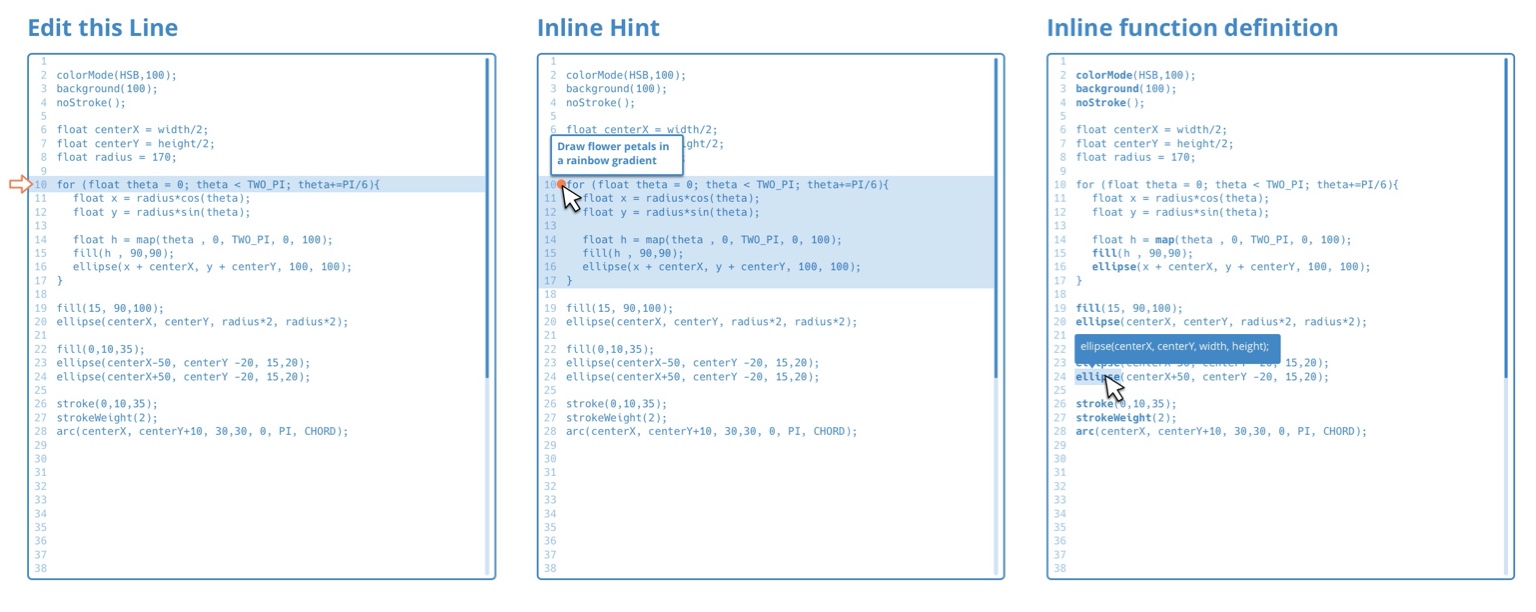 Edit this Line
1
2 colorMode(HSB,100);
3 background(100);
4 noStroke();
5
6 float centerX = width/2;
7 float centerY = height/2;
8 float radius = 170;
9
10 for (float theta = 0; theta < TWO_PI; theta+=PI/6){
11 float x = radius*cos(theta);
12 float y = radius*sin(theta);
13
14 float h = map(theta , 0, TWO_PI, 0, 100);
15 fill(h , 90,90);
16 ellipse(x + centerX, y + centerY, 100, 100);
17 }
18
19 fill(15, 90,100);
20 ellipse(centerX, centerY, radius*2, radius*2);
21
22 fill(0,10,35);
23 ellipse(centerX-50, centerY -20, 15,20);
24 ellipse(centerX+50, centerY -20, 15,20);
25
26 stroke(0,10,35);
27 strokeWeight(2);
28 arc(centerX, centerY+10, 30,30, 0, PI, CHORD);
29
30
31
32
33
34
35
36
37
38
Inline Hint
1
2 colorMode(HSB,100);
3 background(100);
4 noStroke();
5
6 float centerX = width/2;
Draw flower petals in
a rainbow gradient
ight/2;
;
10 for (float theta = 0; theta < TWO_PI; theta+=PI/6){
11 float x = radius*cos(theta);
12 float y = radius*sin(theta);
13
14 float h = map(theta , 0, TWO_PI, 0, 100);
15 fill(h , 90,90);
16 ellipse(x + centerX, y + centerY, 100, 100);
17 }
18
19 fill(15, 90,100);
20 ellipse(centerX, centerY, radius*2, radius*2);
21
22 fill(0,10,35);
23 ellipse(centerX-50, centerY -20, 15,20);
24 ellipse(centerX+50, centerY -20, 15,20);
25
26 stroke(0,10,35);
27 strokeWeight(2);
28 arc(centerX, centerY+10, 30,30, 0, PI, CHORD);
29
30
31
32
33
34
35
36
37
38
Inline function definition
1
2 colorMode(HSB,100);
3 background(100);
4 noStroke();
5
6 float centerX = width/2;
7 float centerY = height/2;
8 float radius = 170;
9
10 for (float theta = 0; theta < TWO_PI; theta+=PI/6){
11 float x = radius*cos(theta);
12 float y = radius*sin(theta);
13
14 float h = map(theta , 0, TWO_PI, 0, 100);
15 fill(h , 90,90);
16 ellipse(x + centerX, y + centerY, 100, 100);
17 }
18
19 fill(15, 90,100);
20 ellipse(centerX, centerY, radius*2, radius*2);
21
22 ellipse(centerX, centerY, width, height);
23 ellipse(centerX-50, centerY -20, 15,20);
24 ellipse(centerX+50, centerY -20, 15,20);
25
26 stroke(0,10,35);
27 strokeWeight(2);
28 arc(centerX, centerY+10, 30,30, 0, PI, CHORD);
29
30
31
32
33
34
35
36
37
38